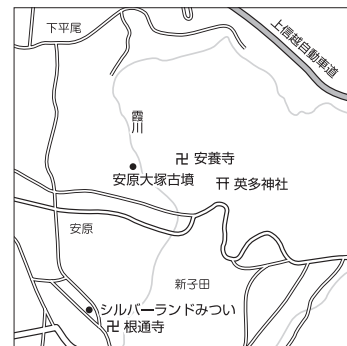 下平尾
上信越自動車道
霞川
卍 安養寺
安原大塚古墳
英多神社
安原
新子田
シルバーランドみつい
卍 根通寺